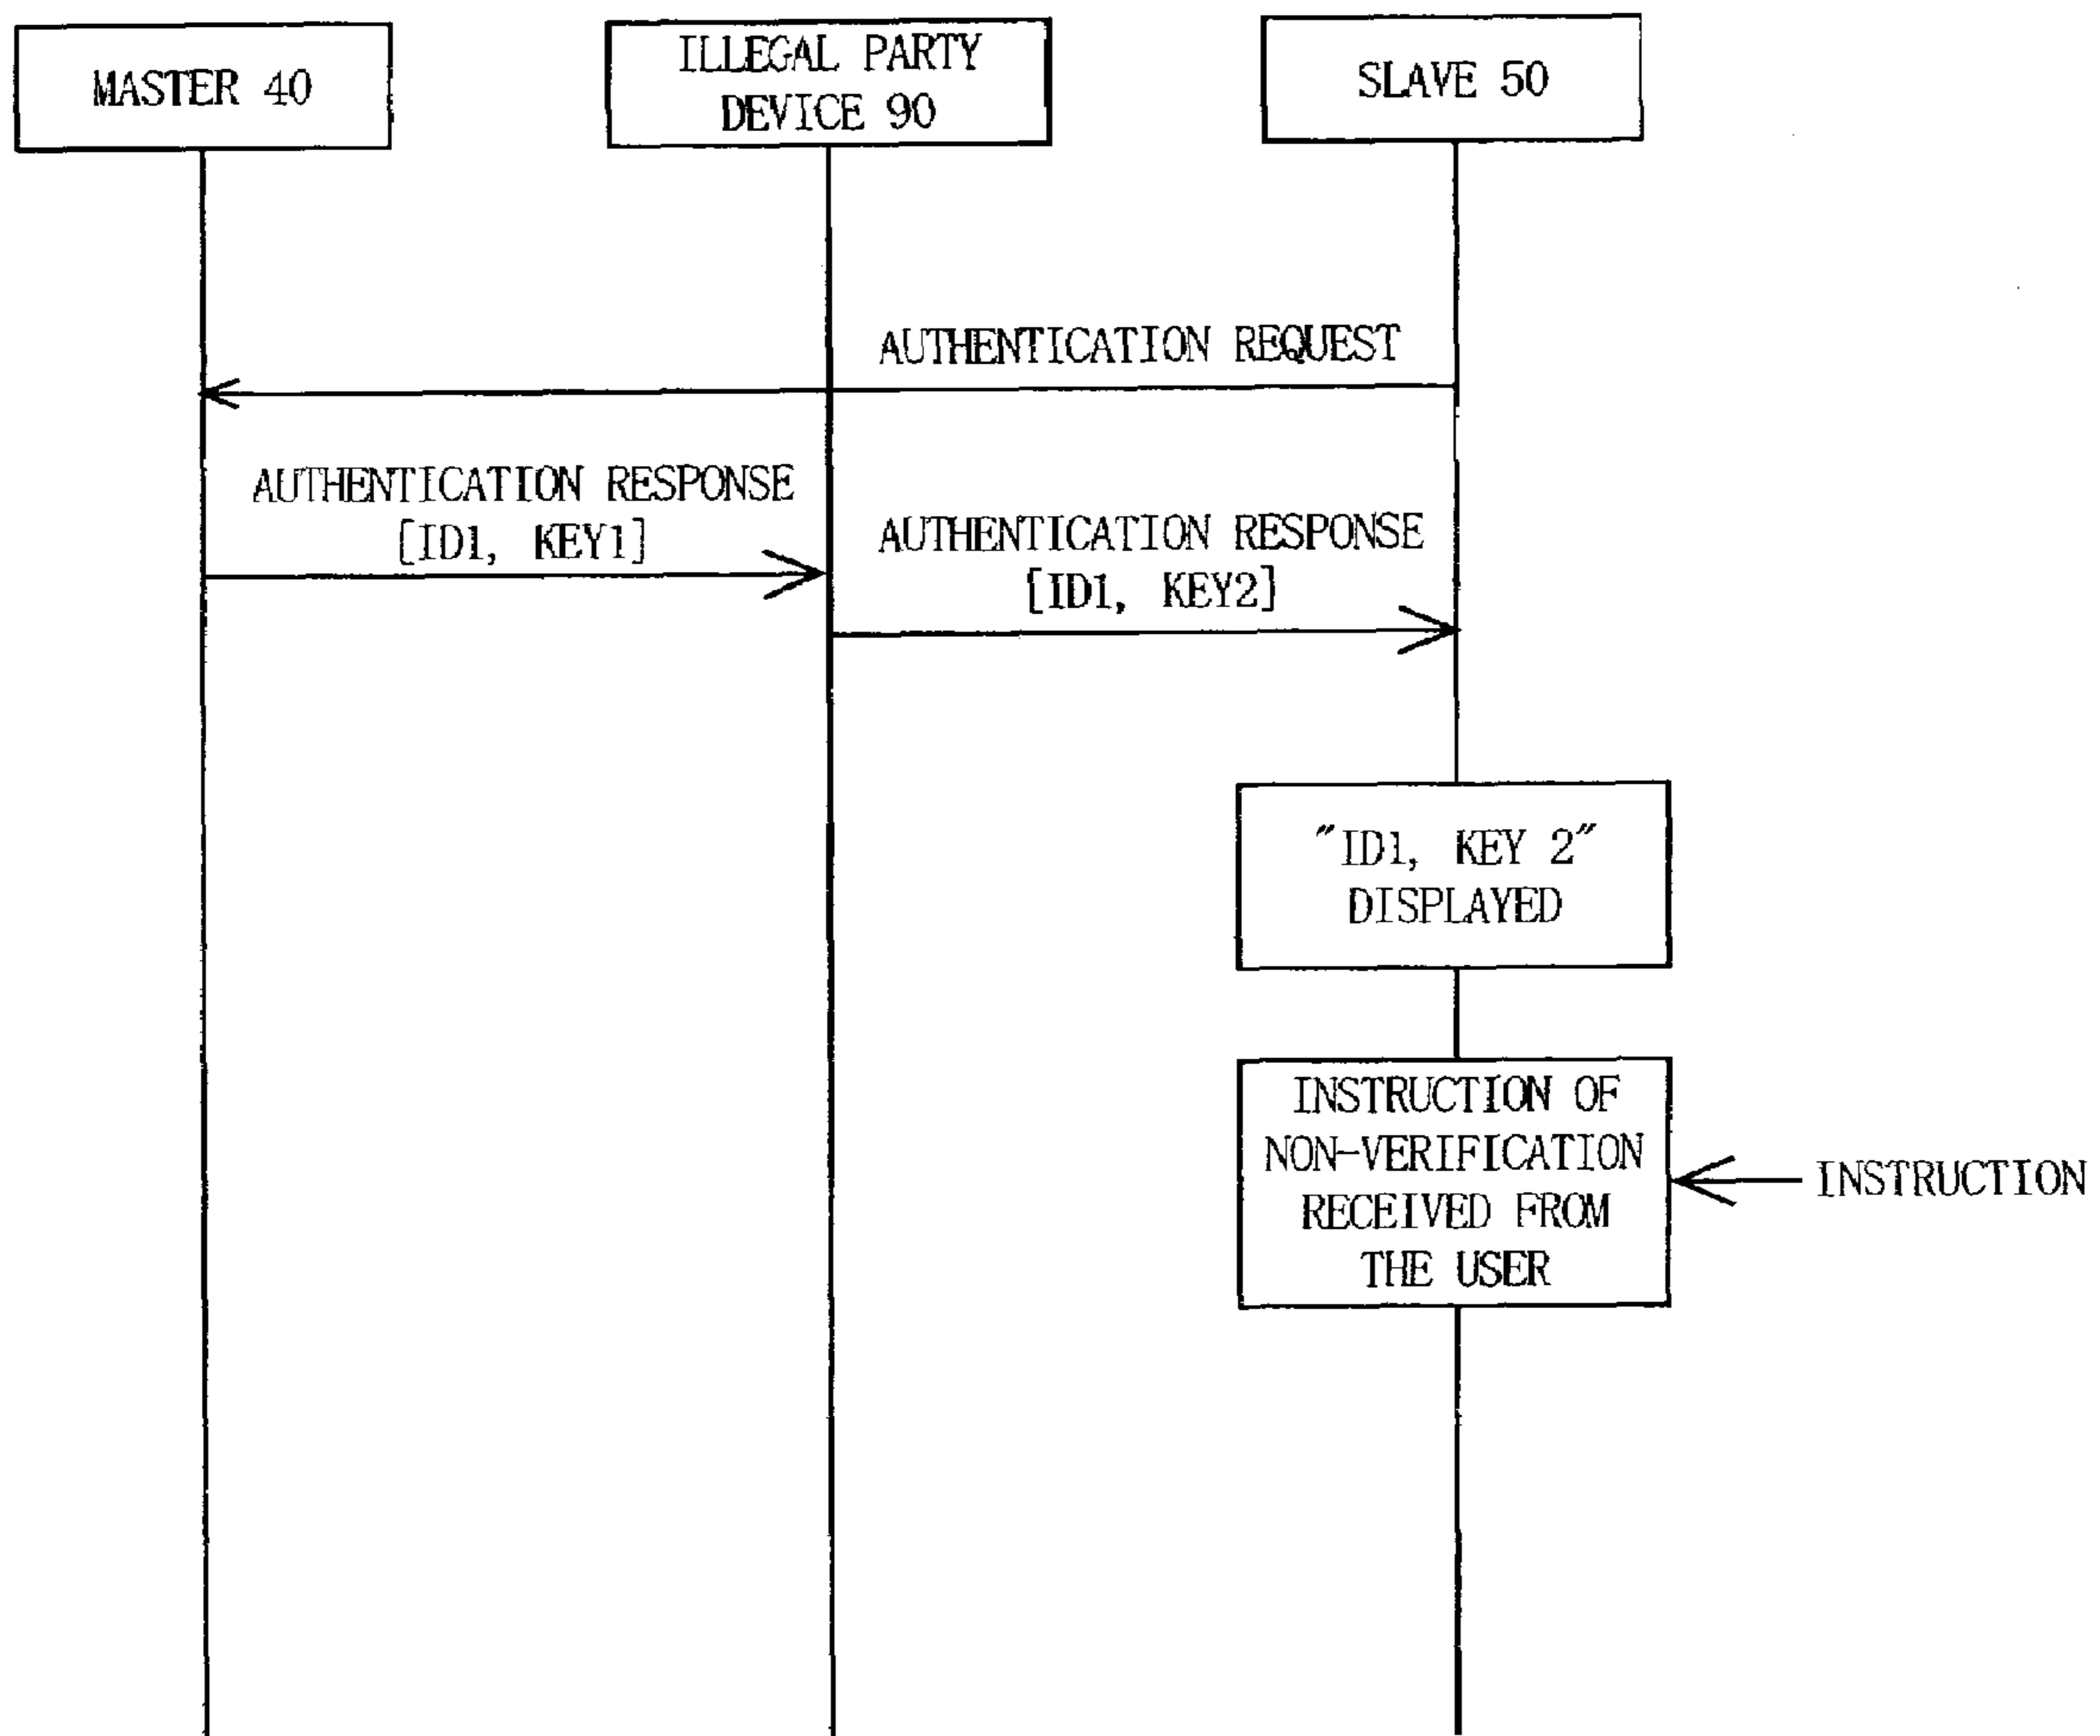 MASTER 40
ILLEGAL PARTY
DEVICE 90
SLAVE 50
AUTHENTICATION REQUEST
AUTHENTICATION RESPONSE
[ID1, KEY1]
AUTHENTICATION RESPONSE
[ID1, KEY2]
"ID1, KEY 2"
DISPLAYED
INSTRUCTION OF
NON-VERIFICATION
RECEIVED FROM
THE USER
INSTRUCTION